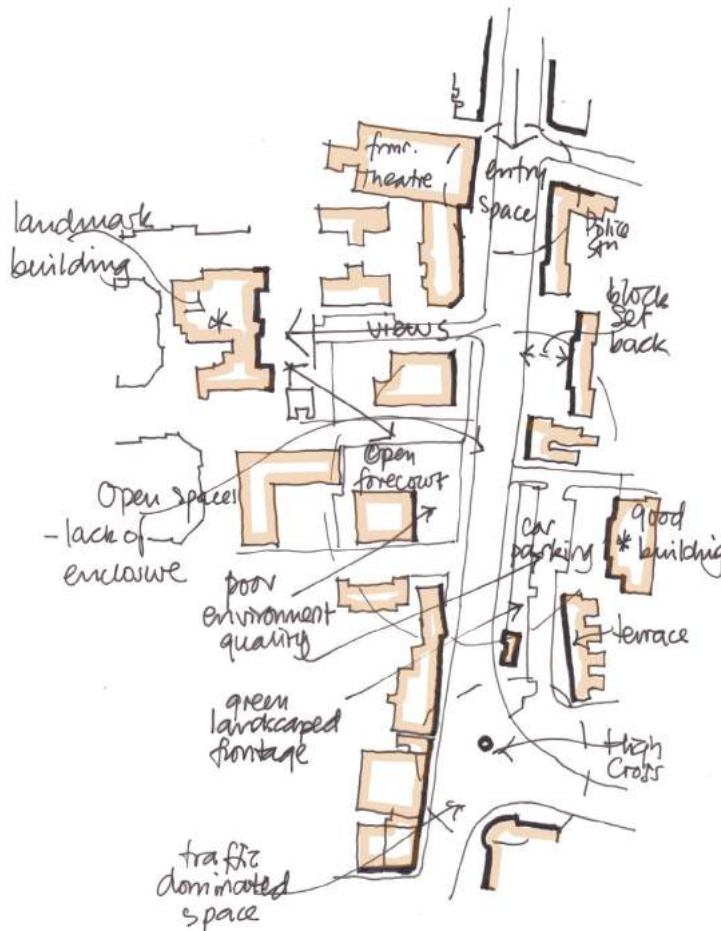 frmr.
theatre
entry
space
Police
Stn
landmark
building
views
block
set
back
Open spaces
-lack of
enclosure
Open
forecourt
car
parking
good
building
poor
environment
quality
terrace
green
landscaped
frontage
High
Cross
traffic
dominated
space